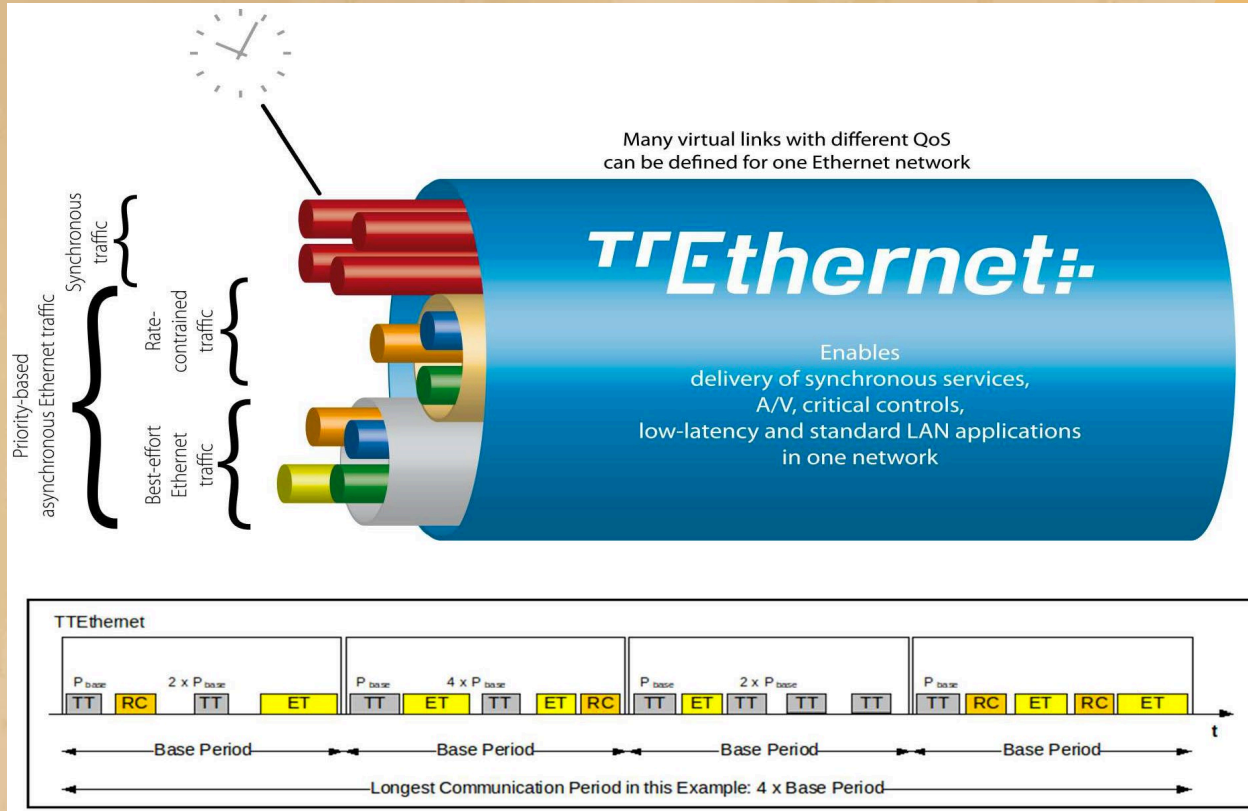 Many virtual links with different QoS
can be defined for one Ethernet network
TTEthernet
Enables
delivery of synchronous services,
A/V, critical controls,
low-latency and standard LAN applications
in one network
Synchronous
traffic
Priority-based
asynchronous Ethernet traffic
Rate-
contrained
traffic
Best-effort
Ethernet
traffic
TTEthernet
P base 2 x P base P base 4 x P base P base 2 x P base P base
TT RC TT ET TT ET TT ET RC TT ET TT TT TT TT RC ET RC ET
t
Base Period Base Period Base Period Base Period
Longest Communication Period in this Example: 4 x Base Period